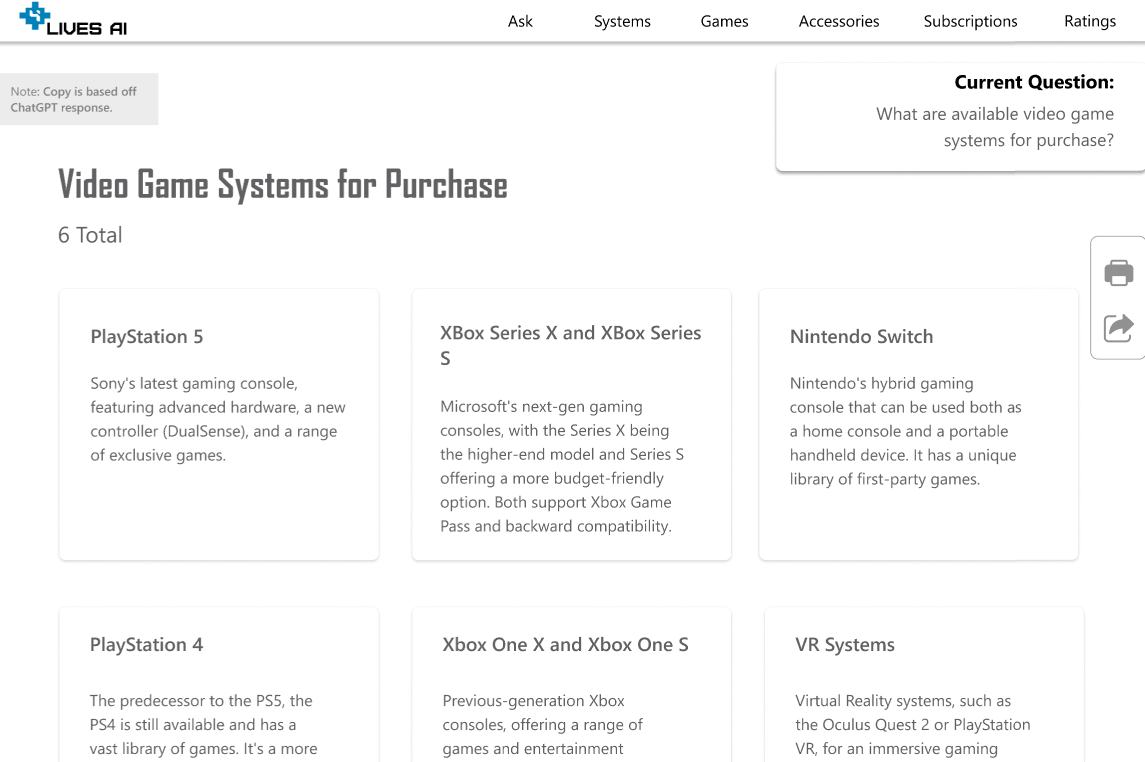 LIVES AI
Ask
Systems
Games
Accessories
Subscriptions
Ratings
Note: Copy is based off
ChatGPT response.
Current Question:
What are available video game
systems for purchase?
Video Game Systems for Purchase
6 Total
PlayStation 5
Sony's latest gaming console,
featuring advanced hardware, a new
controller (DualSense), and a range
of exclusive games.
XBox Series X and XBox Series
S
Microsoft's next-gen gaming
consoles, with the Series X being
the higher-end model and Series S
offering a more budget-friendly
option. Both support Xbox Game
Pass and backward compatibility.
Nintendo Switch
Nintendo's hybrid gaming
console that can be used both as
a home console and a portable
handheld device. It has a unique
library of first-party games.
PlayStation 4
The predecessor to the PS5, the
PS4 is still available and has a
vast library of games. It's a more
Xbox One X and Xbox One S
Previous-generation Xbox
consoles, offering a range of
games and entertainment
VR Systems
Virtual Reality systems, such as
the Oculus Quest 2 or PlayStation
VR, for an immersive gaming